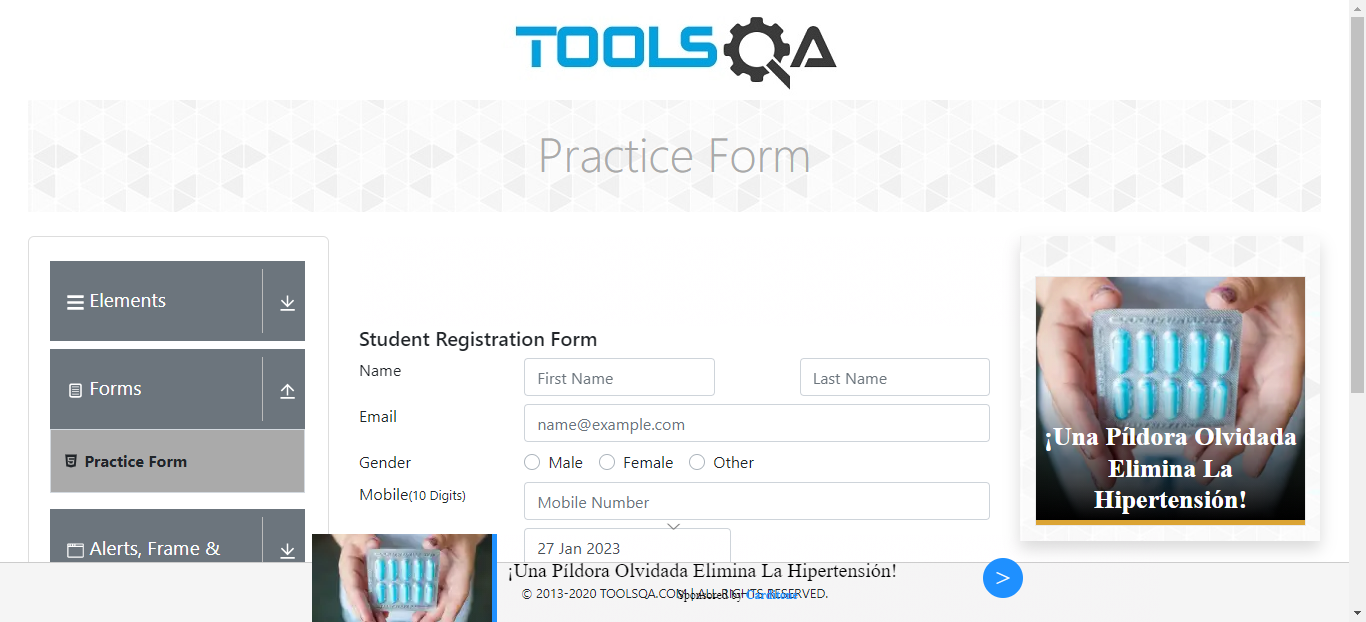 TOOLSQA
Practice Form
Elements
Forms
Practice Form
Alerts, Frame &
Student Registration Form
Name
First Name
Last Name
Email
name@example.com
Gender
Male
Female
Other
Mobile(10 Digits)
Mobile Number
27 Jan 2023
¡Una Píldora Olvidada
Elimina La
Hipertensión!
¡Una Píldora Olvidada Elimina La Hipertensión!
© 2013-2020 TOOLSQA.COM | ALL RIGHTS RESERVED.
Sponsored by